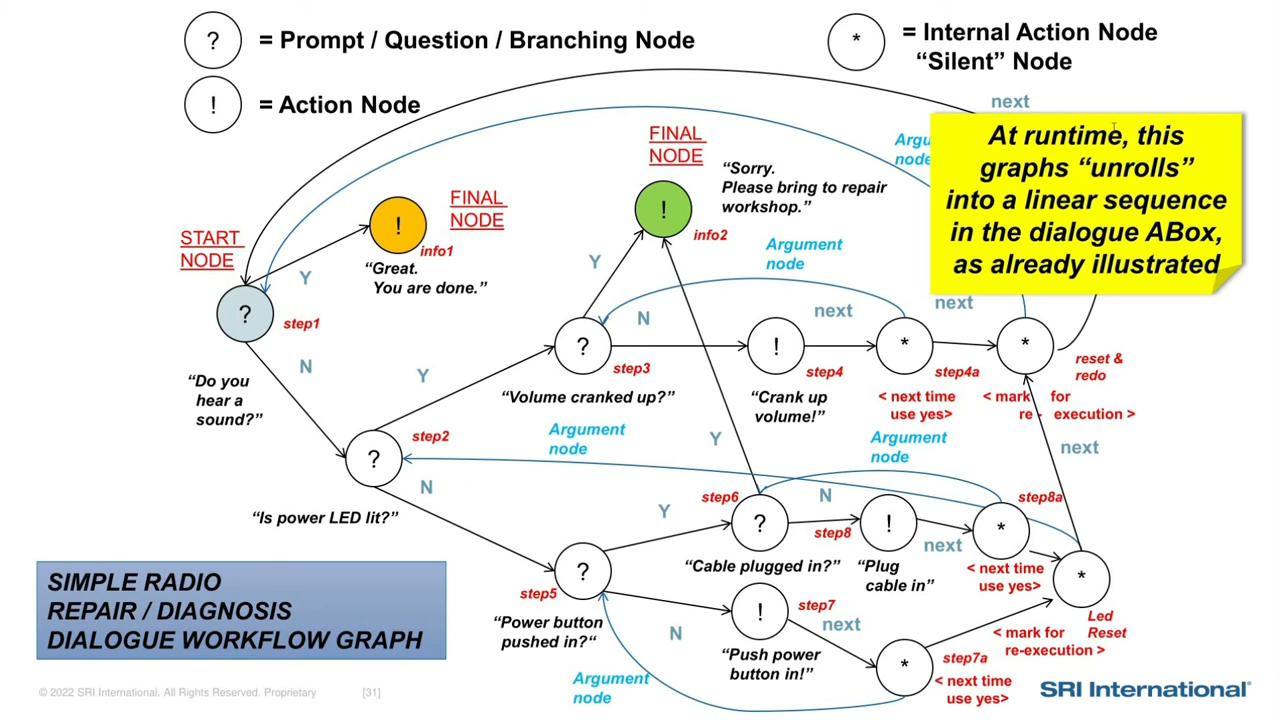 ? = Prompt / Question / Branching Node
* = Internal Action Node
“Silent” Node
! = Action Node
next
At runtime, this
graphs “unrolls”
into a linear sequence
in the dialogue ABox,
as already illustrated
FINAL
NODE
“Sorry.
Please bring to repair
workshop.”
!
info2
FINAL
NODE
!
info1
“Great.
You are done.”
START
NODE
Y
?
step1
N
“Do you
hear a
sound?”
Y
Argument
node
N
next
next
?
step3
“Volume cranked up?”
!
step4
“Crank up
volume!”
*
step4a
< next time
use yes>
*
reset &
redo
< mark for
re - execution >
Y
?
step2
N
“Is power LED lit?”
Argument
node
Y
Argument
node
next
step6
?
N
“Cable plugged in?”
step8
!
“Plug
cable in”
next
step8a
*
< next time
use yes>
Y
?
step5
“Power button
pushed in?“
N
!
step7
“Push power
button in!”
next
*
step7a
< next time
use yes>
*
Led
Reset
< mark for
re-execution >
Argument
node
SIMPLE RADIO
REPAIR / DIAGNOSIS
DIALOGUE WORKFLOW GRAPH
© 2022 SRI International. All Rights Reserved. Proprietary
[31]
SRI International®